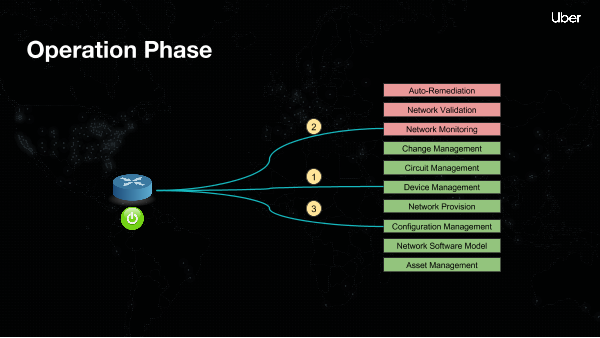 Uber
Operation Phase
Auto-Remediation
Network Validation
2
Network Monitoring
Change Management
Circuit Management
1
Device Management
Network Provision
3
Configuration Management
Network Software Model
Asset Management